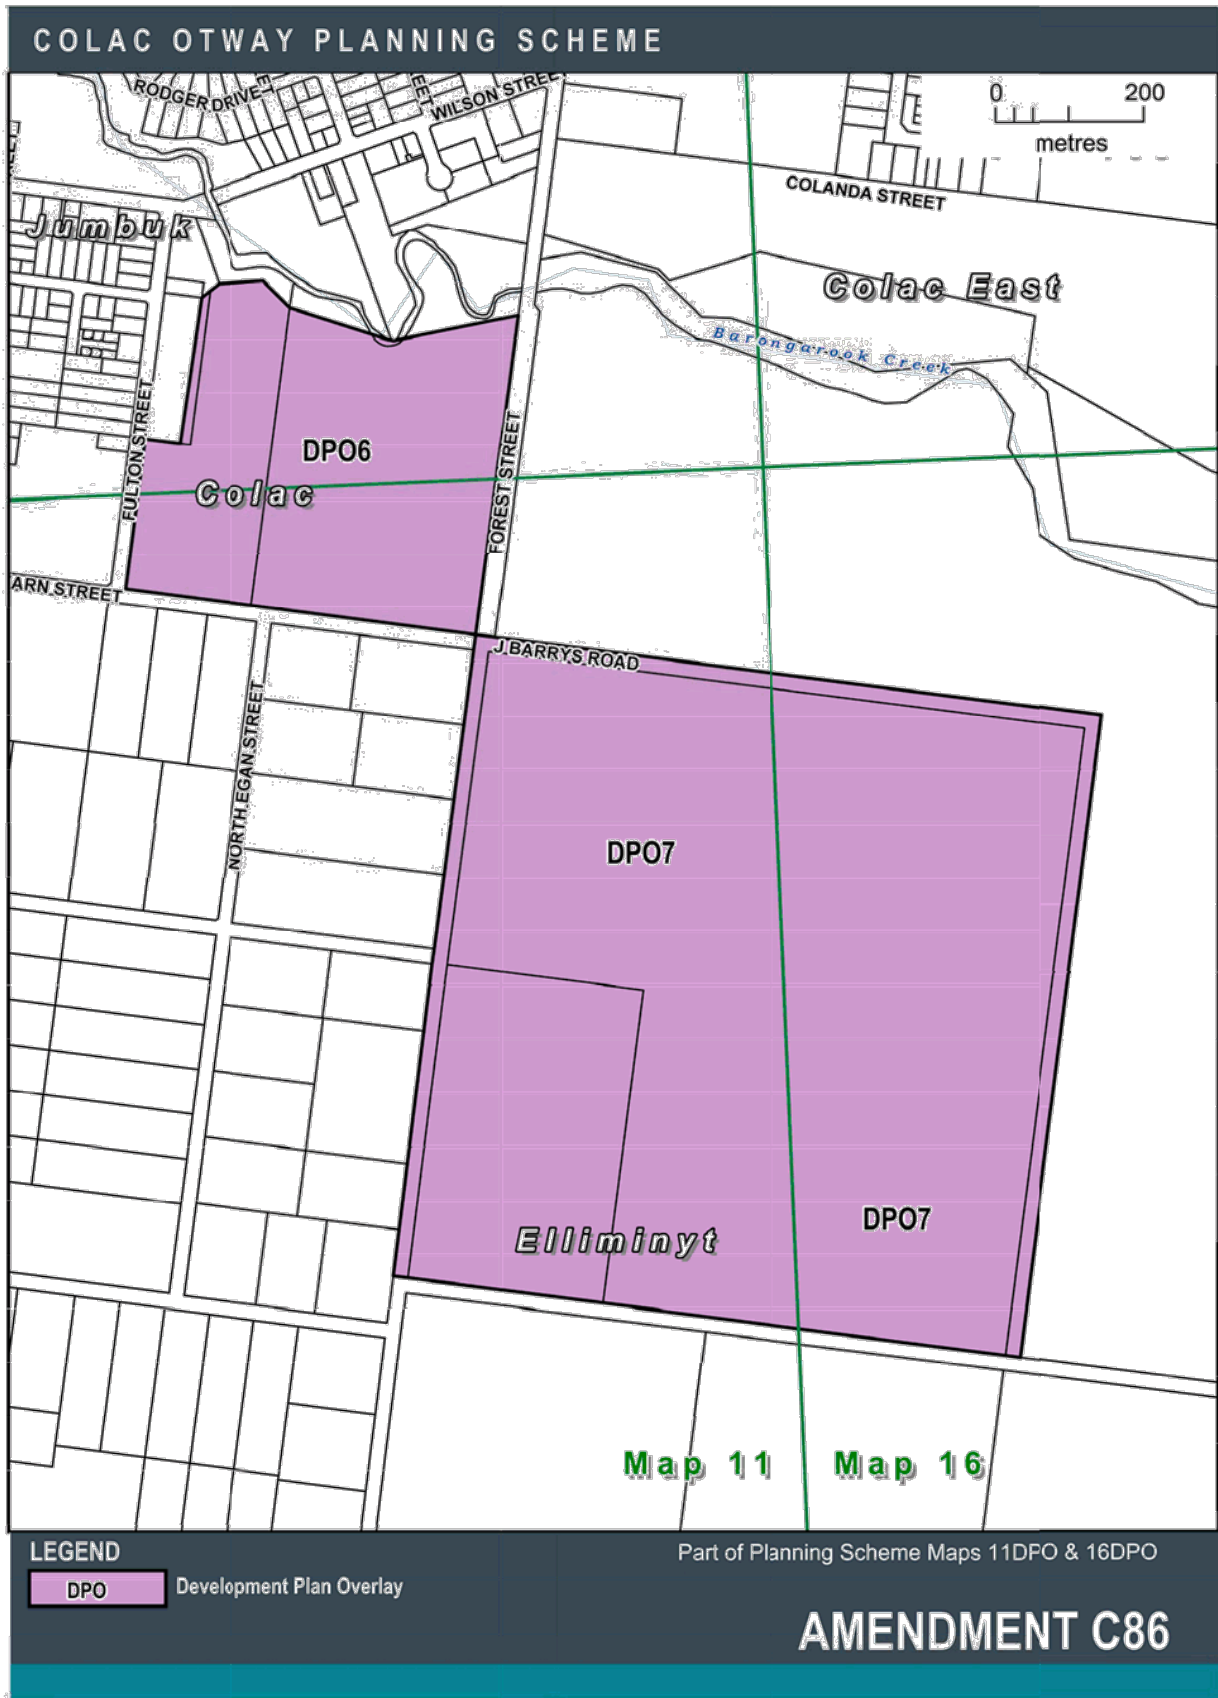 COLAC OTWAY PLANNING SCHEME
RODGER DRIVE
WILSON STREET
0 200
metres
COLANDA STREET
Jumbuk
Colac East
Barongarook Creek
FULTON STREET
DPO6
Colac
FOREST STREET
ARN STREET
J BARRYS ROAD
NORTH EGAN STREET
DPO7
DPO7
Elliminyt
Map 11 Map 16
LEGEND
DPO Development Plan Overlay
Part of Planning Scheme Maps 11DPO & 16DPO
AMENDMENT C86